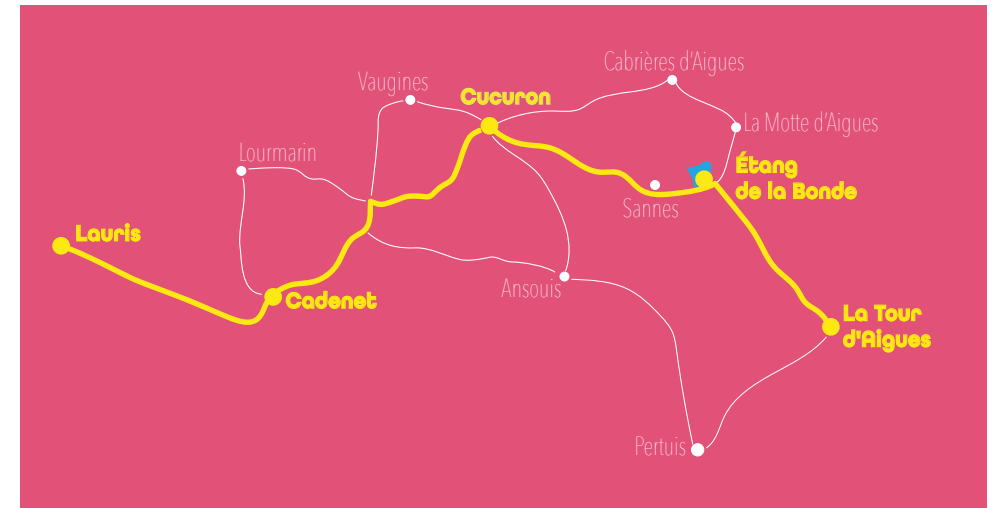 Cabrières d'Aigues
Vaugines
Cucuron
La Motte d'Aigues
Lourmarin
Étang
de la Bonde
Sannes
Lauris
Ansouis
Cadenet
La Tour
d'Aigues
Pertuis